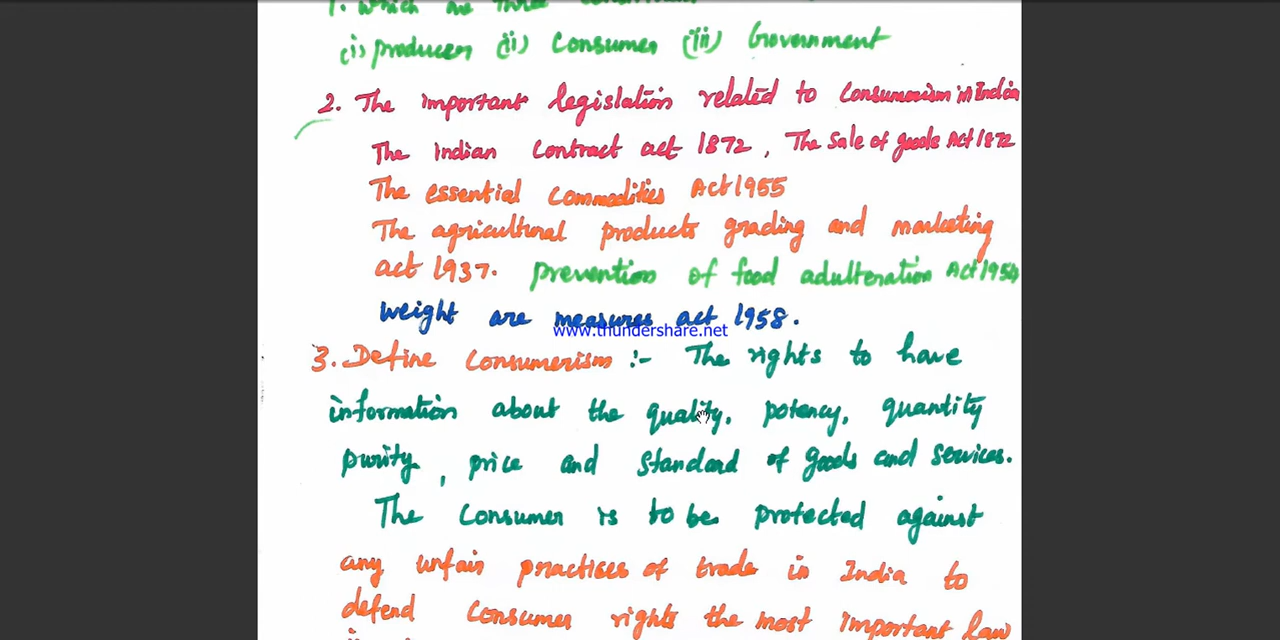 1. Which are three
(i) producer (ii) Consumer (iii) Government
2. The important legislation related to Consumerism in India
The Indian Contract act 1872, The Sale of goods Act 1872
The essential Commodities Act 1955
The agricultural products grading and marketing
act 1937. Prevention of food adulteration Act 1954
Weight are measures act 1958.
www.thundershare.net
3. Define Consumerism :- The rights to have
information about the quality, potency, quantity
purity, price and standard of goods and services.
The Consumer is to be protected against
any unfair practices of trade in India to
defend Consumer rights the most important law